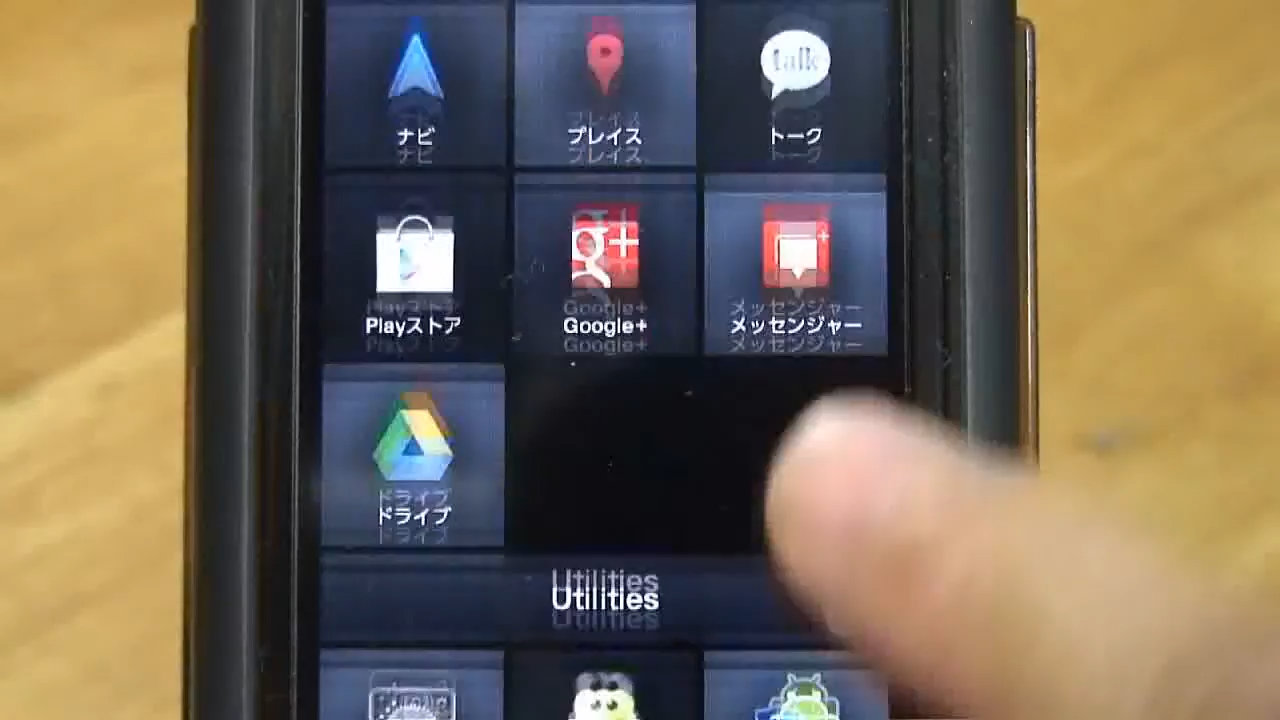 talk
ナビ
プレイス
トーク
g+
Playストア
Google+
メッセンジャー
ドライブ
Utilities